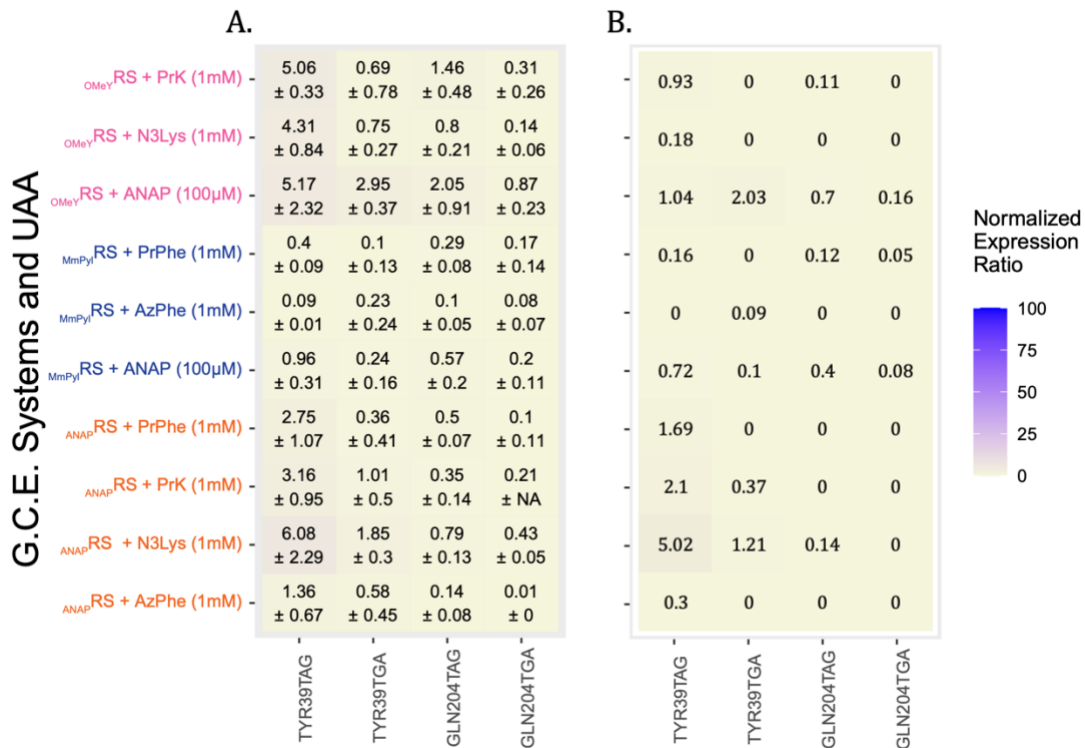 A.
B.
G.C.E. Systems and UAA
OMeYRS + PrK (1mM)
5.06 0.69 1.46 0.31
± 0.33 ± 0.78 ± 0.48 ± 0.26
0.93 0 0.11 0
OMeYRS + N3Lys (1mM)
4.31 0.75 0.8 0.14
± 0.84 ± 0.27 ± 0.21 ± 0.06
0.18 0 0 0
OMeYRS + ANAP (100µM)
5.17 2.95 2.05 0.87
± 2.32 ± 0.37 ± 0.91 ± 0.23
1.04 2.03 0.7 0.16
MmPylRS + PrPhe (1mM)
0.4 0.1 0.29 0.17
± 0.09 ± 0.13 ± 0.08 ± 0.14
0.16 0 0.12 0.05
MmPylRS + AzPhe (1mM)
0.09 0.23 0.1 0.08
± 0.01 ± 0.24 ± 0.05 ± 0.07
0 0.09 0 0
MmPylRS + ANAP (100µM)
0.96 0.24 0.57 0.2
± 0.31 ± 0.16 ± 0.2 ± 0.11
0.72 0.1 0.4 0.08
ANAPRS + PrPhe (1mM)
2.75 0.36 0.5 0.1
± 1.07 ± 0.41 ± 0.07 ± 0.11
1.69 0 0 0
ANAPRS + PrK (1mM)
3.16 1.01 0.35 0.21
± 0.95 ± 0.5 ± 0.14 ± NA
2.1 0.37 0 0
ANAPRS + N3Lys (1mM)
6.08 1.85 0.79 0.43
± 2.29 ± 0.3 ± 0.13 ± 0.05
5.02 1.21 0.14 0
ANAPRS + AzPhe (1mM)
1.36 0.58 0.14 0.01
± 0.67 ± 0.45 ± 0.08 ± 0
0.3 0 0 0
TYR39TAG
TYR39TGA
GLN204TAG
GLN204TGA
TYR39TAG
TYR39TGA
GLN204TAG
GLN204TGA
Normalized
Expression
Ratio
100
75
50
25
0